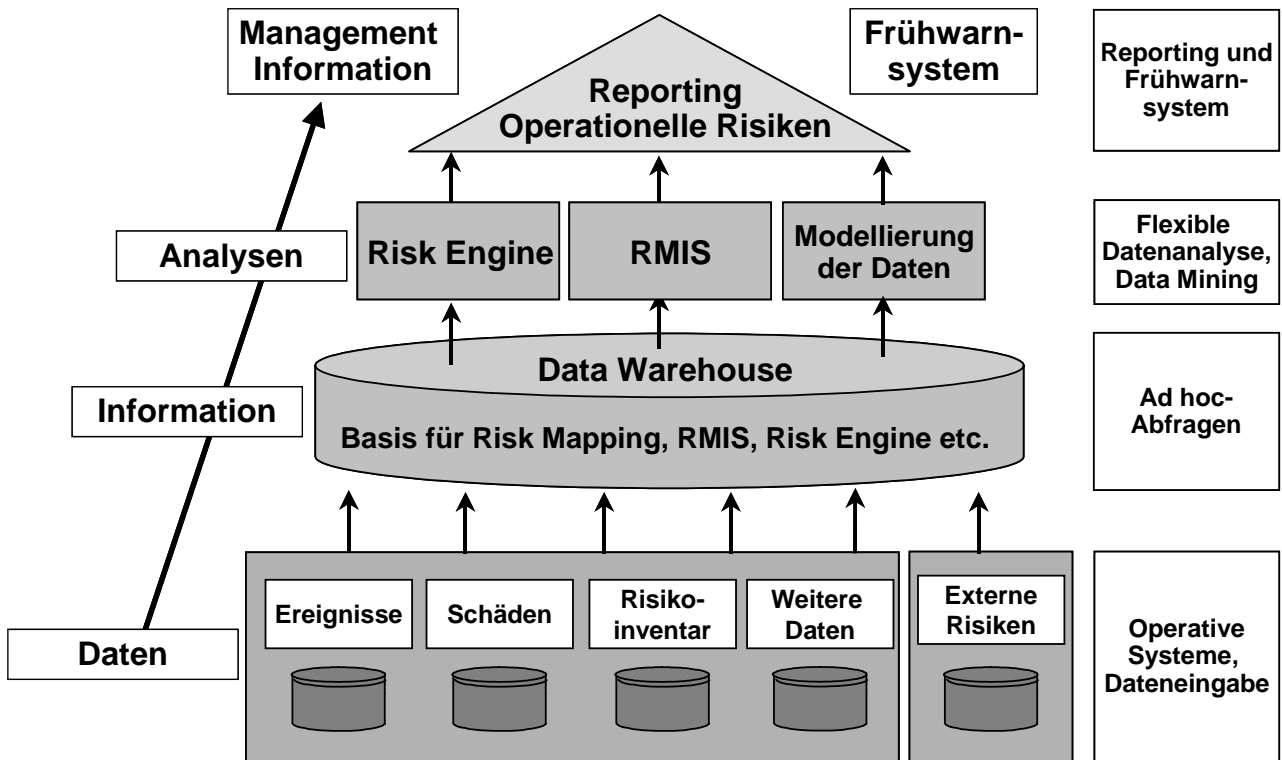 Management
Information
Reporting
Operationelle Risiken
Frühwarn-
system
Reporting und
Frühwarn-
system
Analysen
Risk Engine
RMIS
Modellierung
der Daten
Flexible
Datenanalyse,
Data Mining
Information
Data Warehouse
Basis für Risk Mapping, RMIS, Risk Engine etc.
Ad hoc-
Abfragen
Daten
Ereignisse
Schäden
Risiko-
inventar
Weitere
Daten
Externe
Risiken
Operative
Systeme,
Dateneingabe